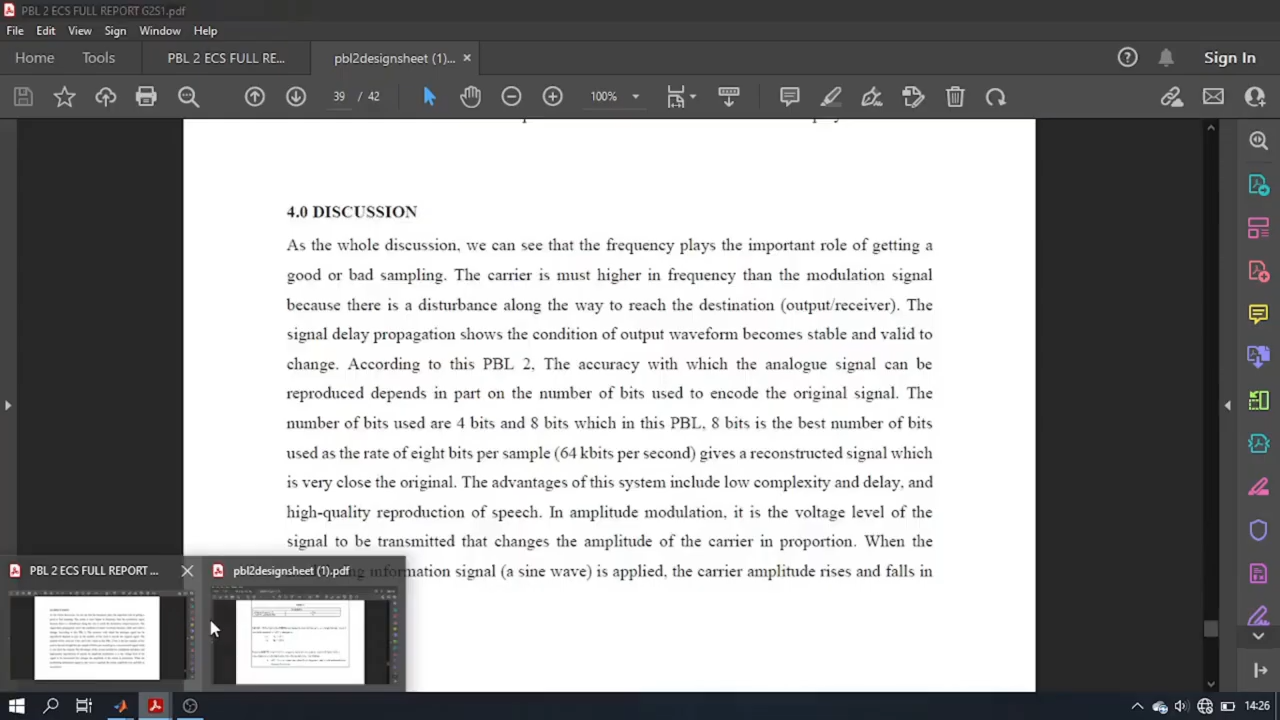 PBL 2 ECS FULL REPORT G2S1.pdf
File Edit View Sign Window Help
Home Tools PBL 2 ECS FULL RE... pbl2designsheet (1)... × Sign In
39 / 42 100%
4.0 DISCUSSION
As the whole discussion, we can see that the frequency plays the important role of getting a
good or bad sampling. The carrier is must higher in frequency than the modulation signal
because there is a disturbance along the way to reach the destination (output/receiver). The
signal delay propagation shows the condition of output waveform becomes stable and valid to
change. According to this PBL 2, The accuracy with which the analogue signal can be
reproduced depends in part on the number of bits used to encode the original signal. The
number of bits used are 4 bits and 8 bits which in this PBL, 8 bits is the best number of bits
used as the rate of eight bits per sample (64 kbits per second) gives a reconstructed signal which
is very close the original. The advantages of this system include low complexity and delay, and
high-quality reproduction of speech. In amplitude modulation, it is the voltage level of the
signal to be transmitted that changes the amplitude of the carrier in proportion. When the
information signal (a sine wave) is applied, the carrier amplitude rises and falls in
PBL 2 ECS FULL REPORT ... pbl2designsheet (1).pdf
14:26